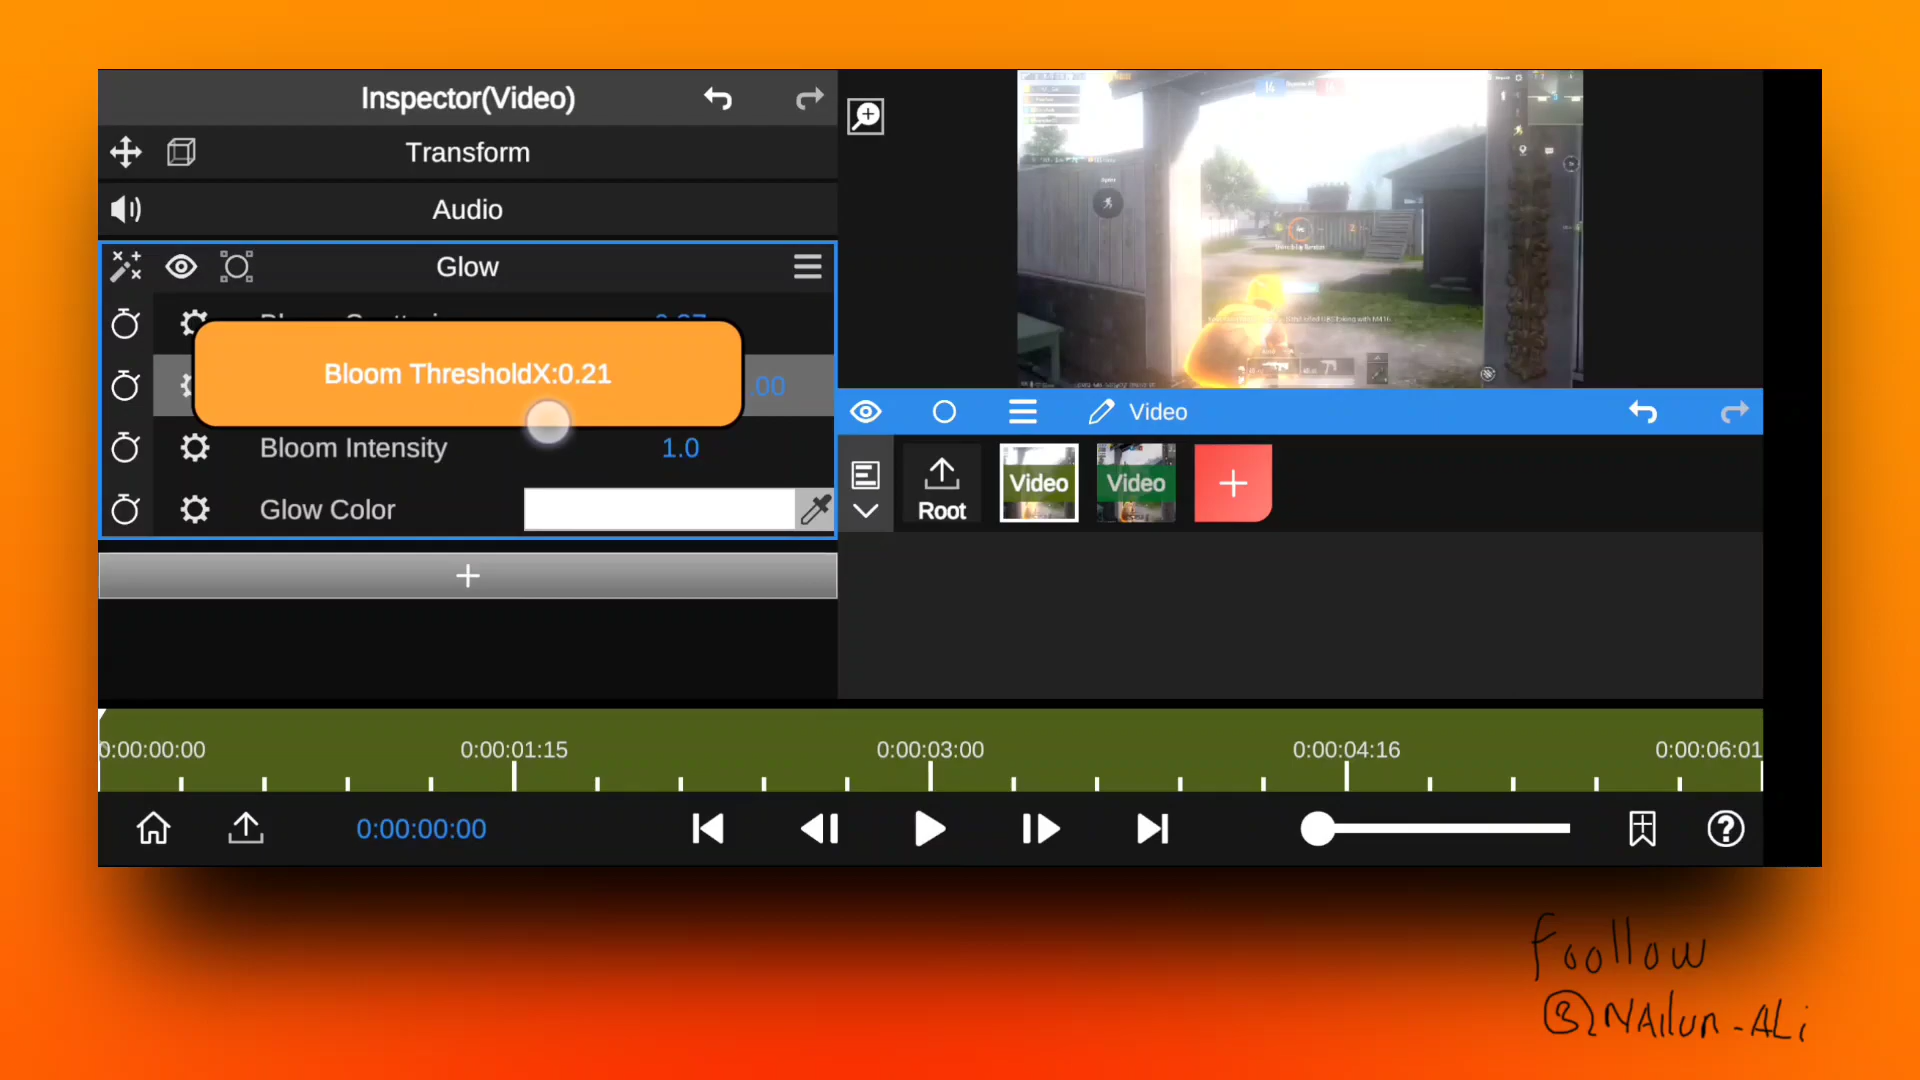 Inspector(Video)
Transform
Audio
Glow
Bloom ThresholdX:0.21
.00
Bloom Intensity
1.0
Glow Color
14
Video
Root
Video
Video
0:00:00:00
0:00:01:15
0:00:03:00
0:00:04:16
0:00:06:01
0:00:00:00
Foollow
@NAilun-ALi